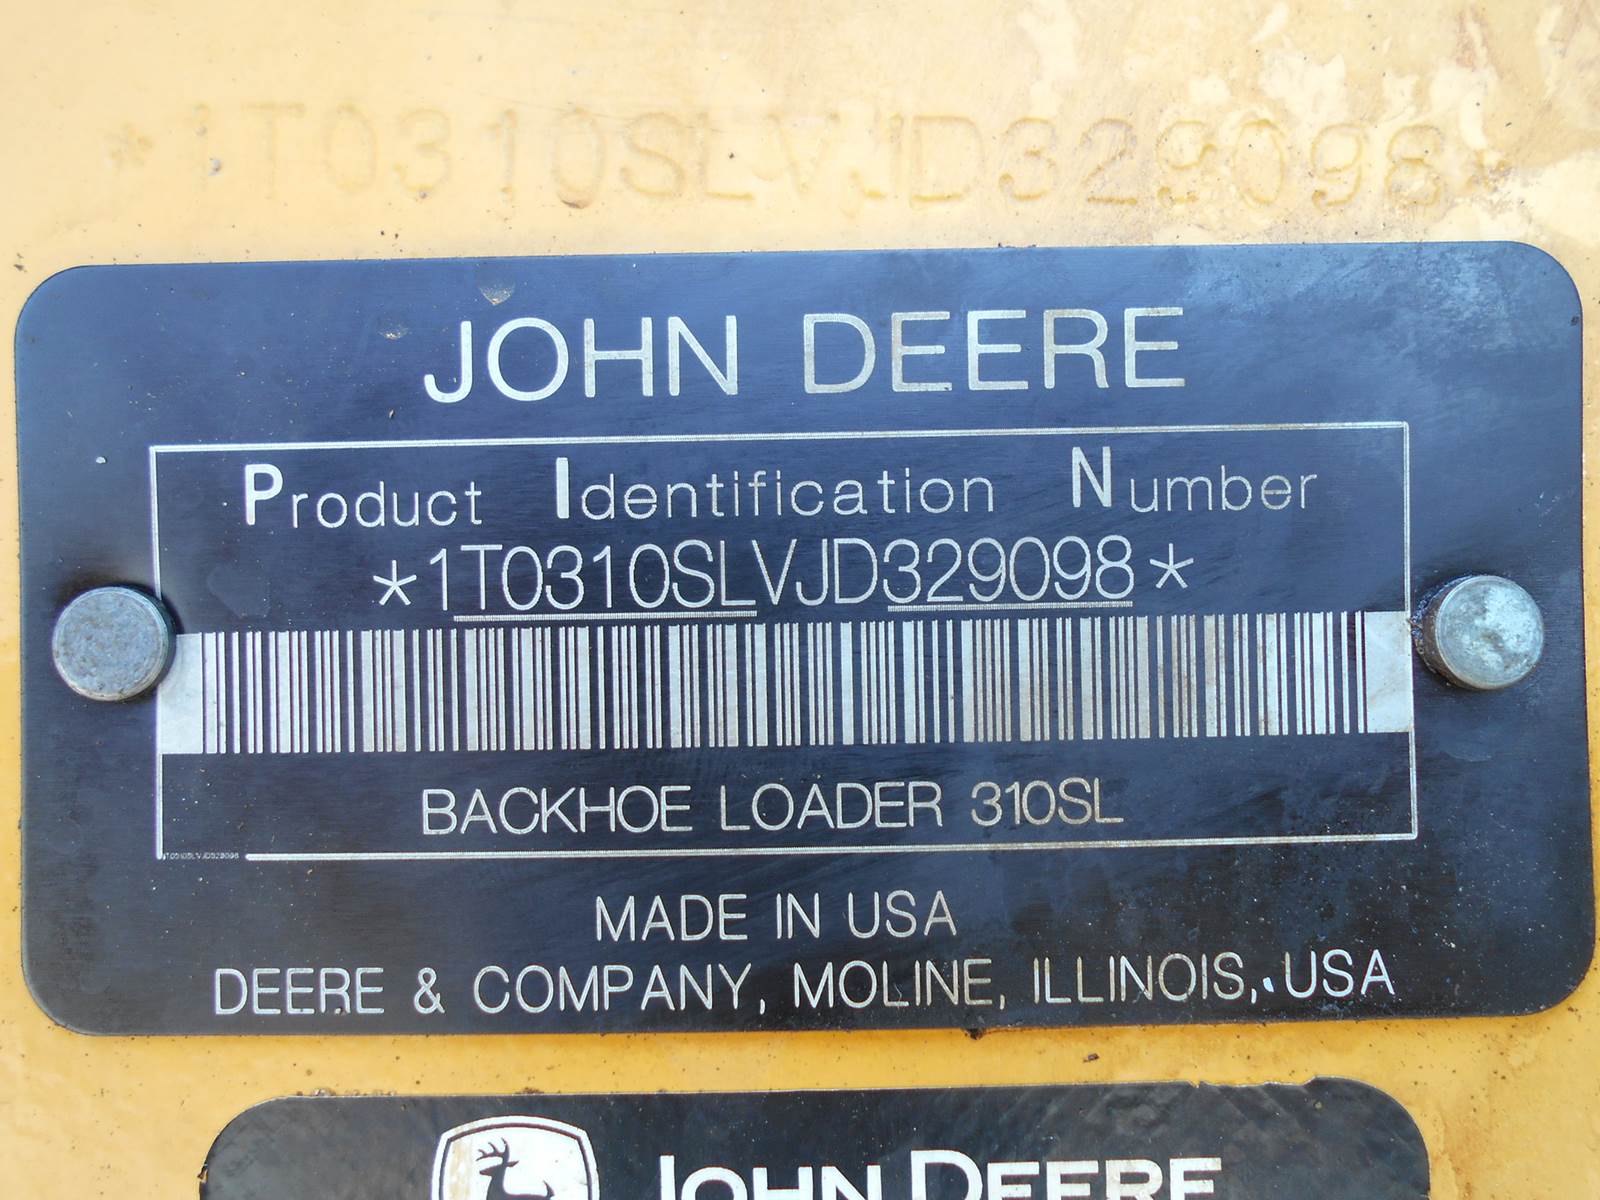 *1T0310SLVJD329098*
JOHN DEERE
Product Identification Number
*1T0310SLVJD329098*
BACKHOE LOADER 310SL
1T0310SLVJD329098
MADE IN USA
DEERE & COMPANY, MOLINE, ILLINOIS, USA
JOHN DEERE